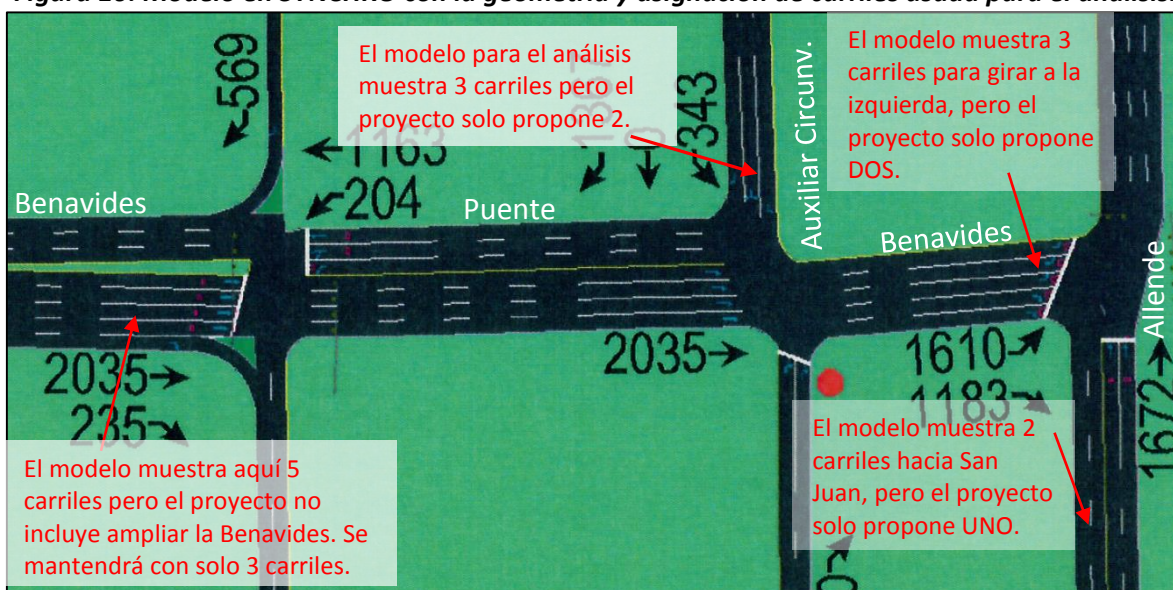 El modelo para el análisis
muestra 3 carriles pero el
proyecto solo propone 2.
El modelo muestra 3
carriles para girar a la
izquierda, pero el
proyecto solo propone
DOS.
569
1163
204
1367
343
Auxiliar Circunv.
Benavides
Puente
Benavides
Allende
2035
235
2035
1610
1183
1672
El modelo muestra aquí 5
carriles pero el proyecto no
incluye ampliar la Benavides. Se
mantendrá con solo 3 carriles.
El modelo muestra 2
carriles hacia San
Juan, pero el proyecto
solo propone UNO.